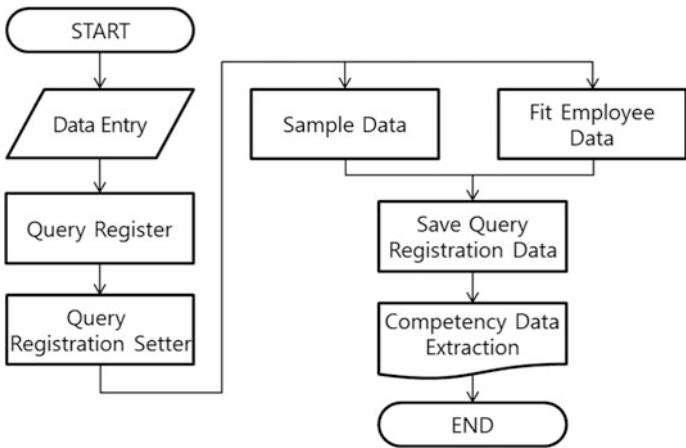 START
Data Entry
Query Register
Query
Registration Setter
Sample Data
Fit Employee
Data
Save Query
Registration Data
Competency Data
Extraction
END